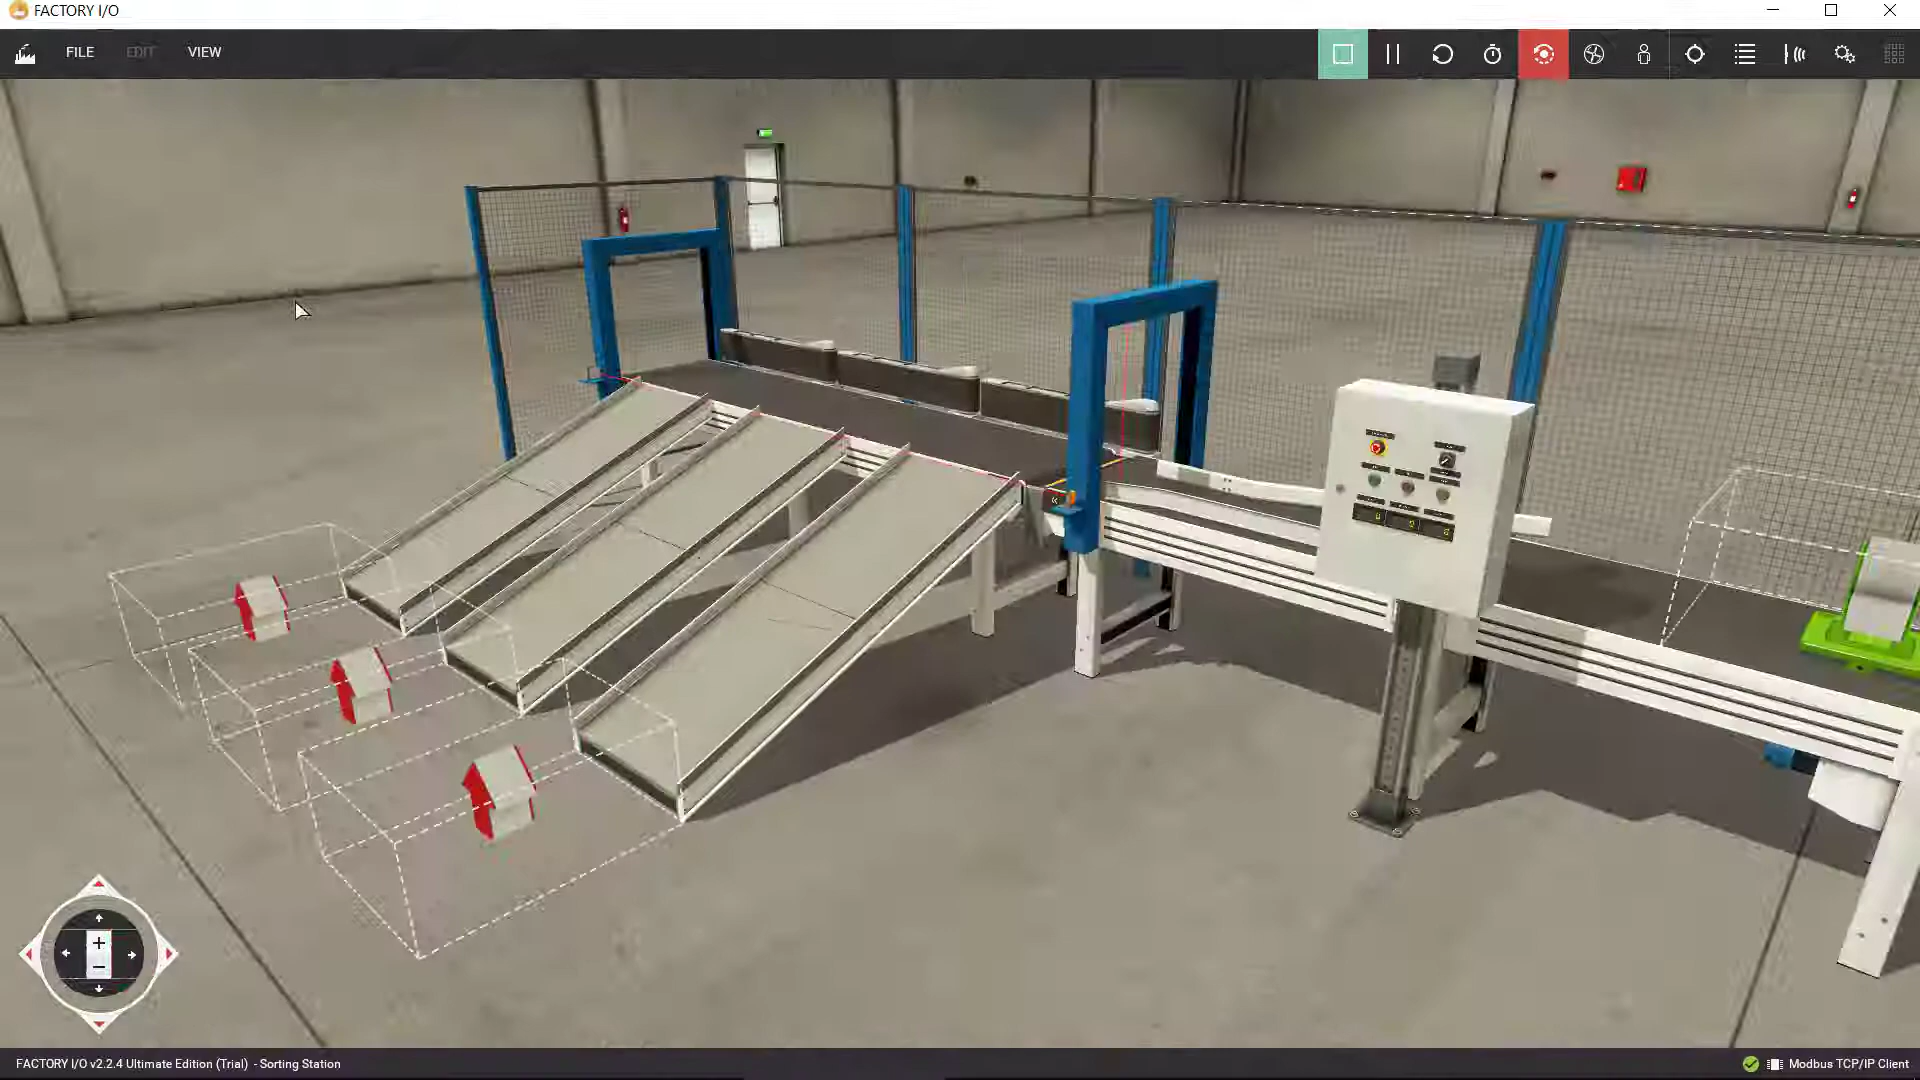 FACTORY I/O
FILE EDIT VIEW
FACTORY I/O v2.2.4 Ultimate Edition (Trial) - Sorting Station
Modbus TCP/IP Client